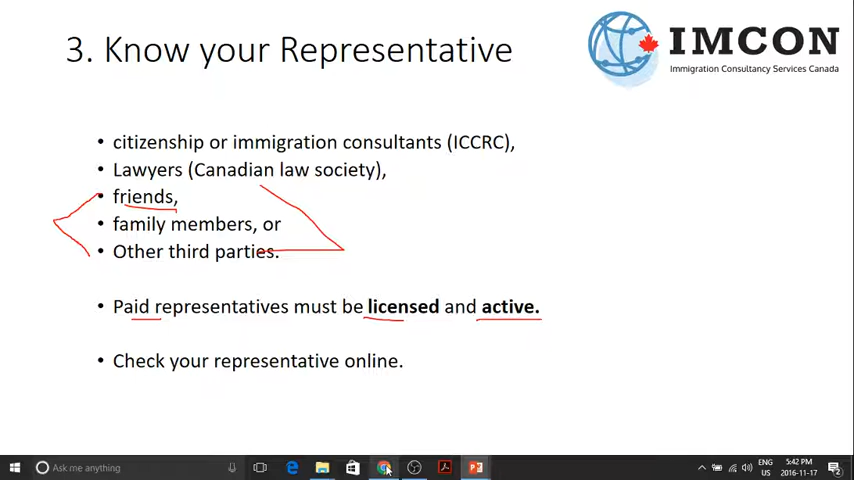 3. Know your Representative
IMCON
Immigration Consultancy Services Canada
• citizenship or immigration consultants (ICCRC),
• Lawyers (Canadian law society),
• friends,
• family members, or
• Other third parties.
• Paid representatives must be licensed and active.
• Check your representative online.
Ask me anything
ENG
US
5:42 PM
2016-11-17
2